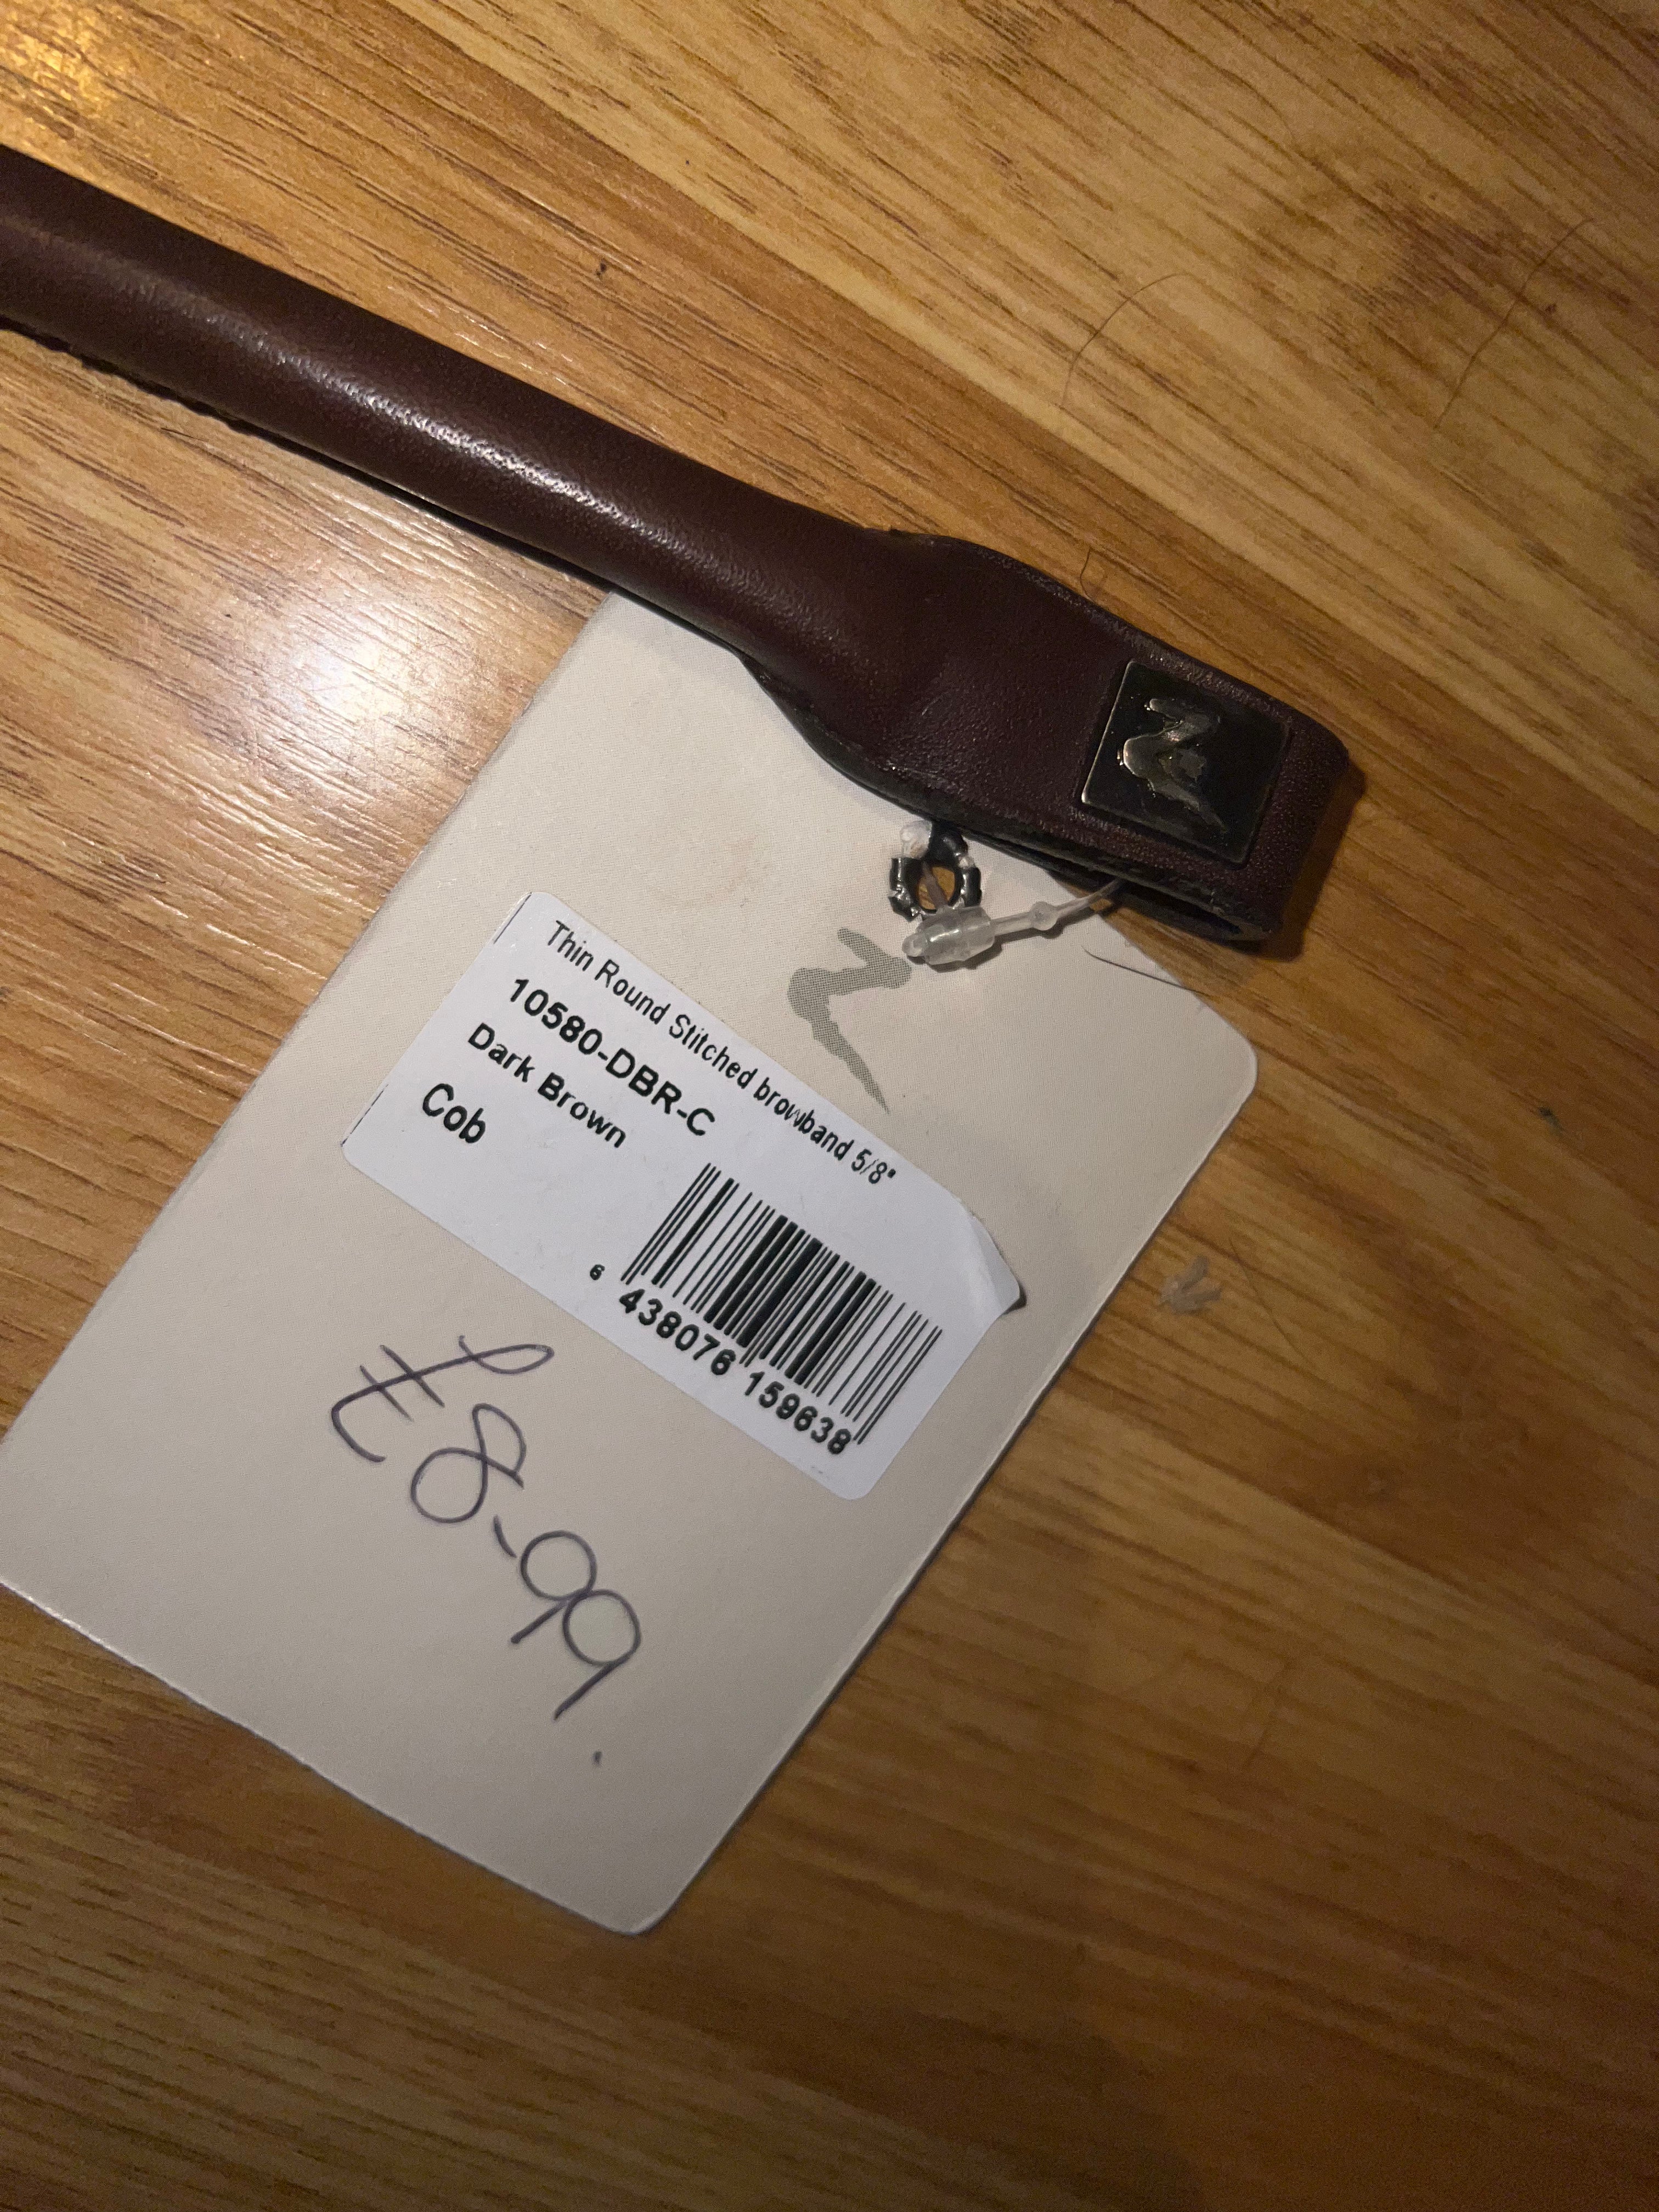 Thin Round Stitched browband 5/8"
10580-DBR-C
Dark Brown
Cob
6 438076 159638
£8-99